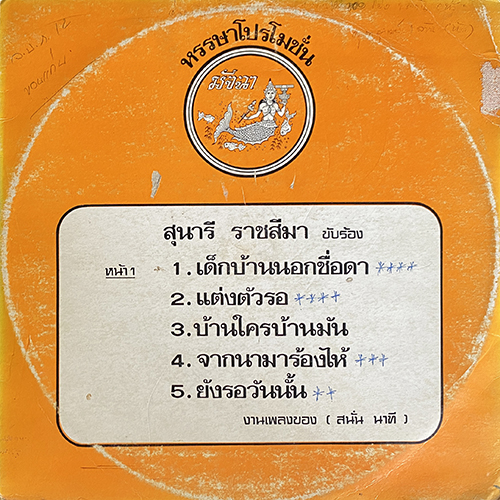 หรรษาโปรโมชั่น
มัจฉา
สุนารี ราชสีมา ขับร้อง
หน้า 1
1. เด็กบ้านนอกชื่อดา ****
2. แต่งตัวรอ ****
3. บ้านใครบ้านมัน
4. จากนามาร้องไห้ ***
5. ยังรอวันนั้น **
งานเพลงของ ( สนั่น นาที )